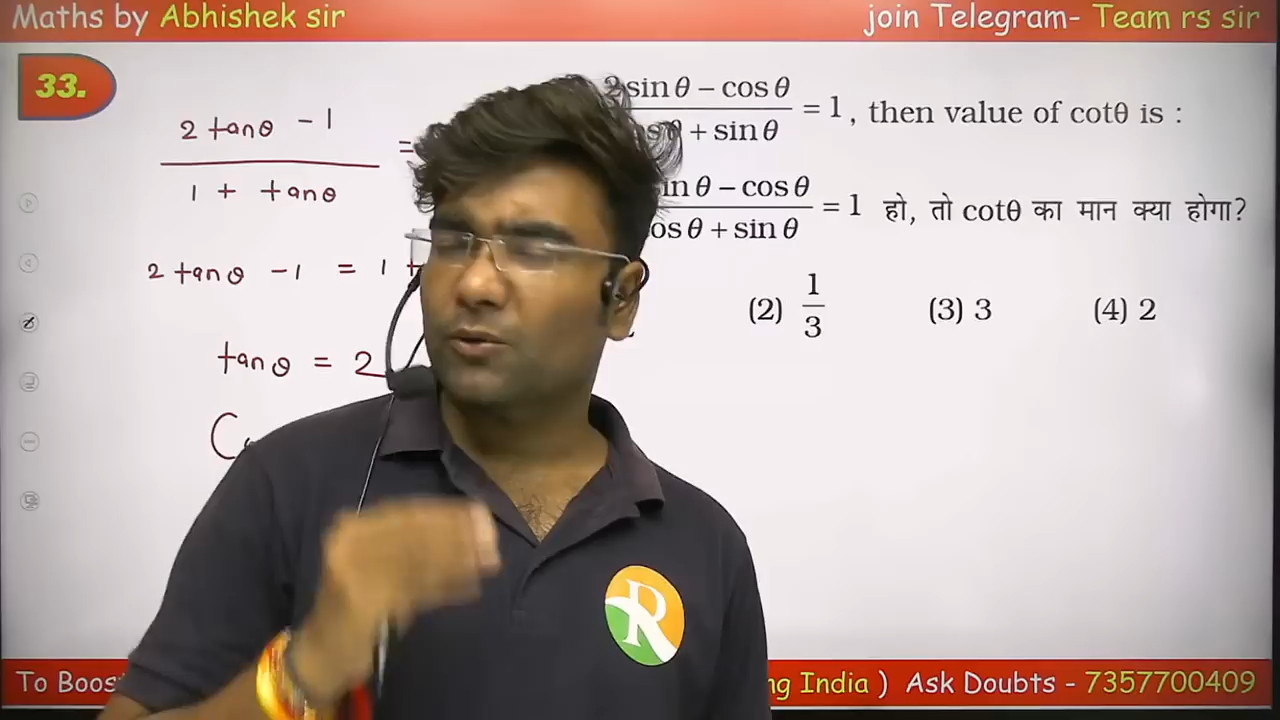 Maths by Abhishek sir
join Telegram- Team rs sir
33.
2sinθ − cosθ
cosθ + sinθ
= 1, then value of cotθ is :
sinθ − cosθ
cosθ + sinθ
= 1 हो, तो cotθ का मान क्या होगा?
(2) 1/3 (3) 3 (4) 2
2 tanθ - 1
=
1 + tanθ
2 tanθ - 1 = 1 +
tanθ = 2
R
To Boos
ng India ) Ask Doubts - 7357700409